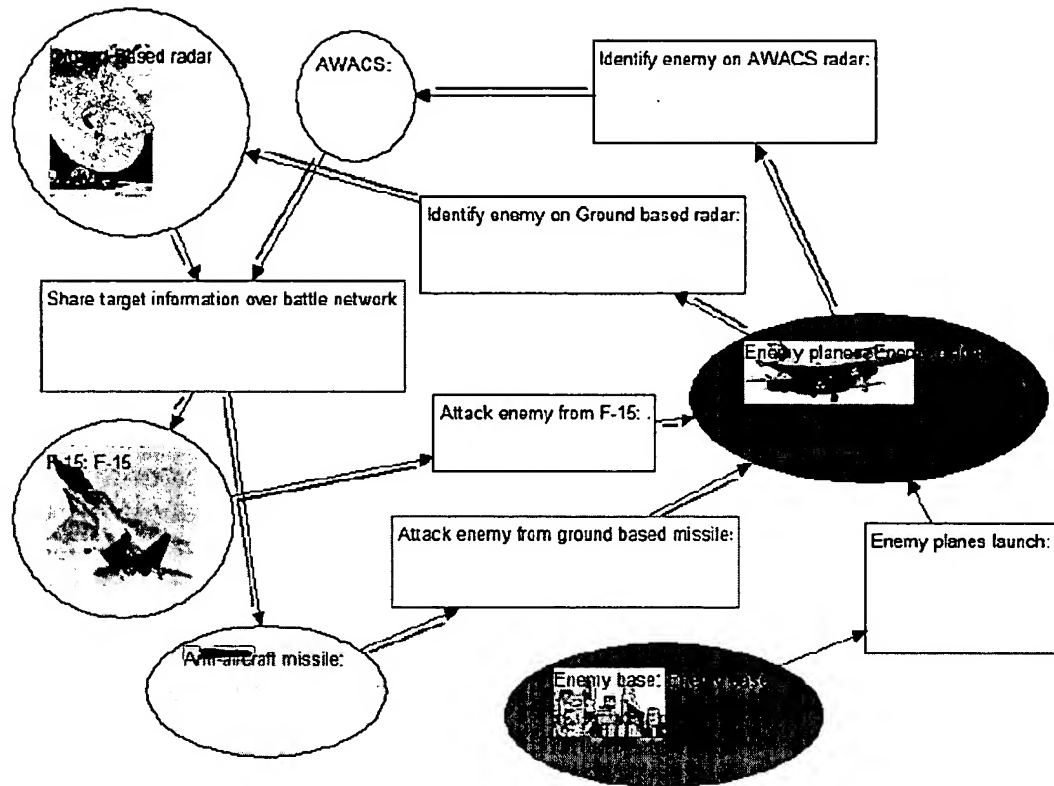 Based radar
AWACS:
Identify enemy on AWACS radar:
Identify enemy on Ground based radar:
Share target information over battle network
Enemy planes:
Attack enemy from F-15:
F-15: F-15
Attack enemy from ground based missile:
Enemy planes launch:
Anti-aircraft missile:
Enemy base: Enemy base